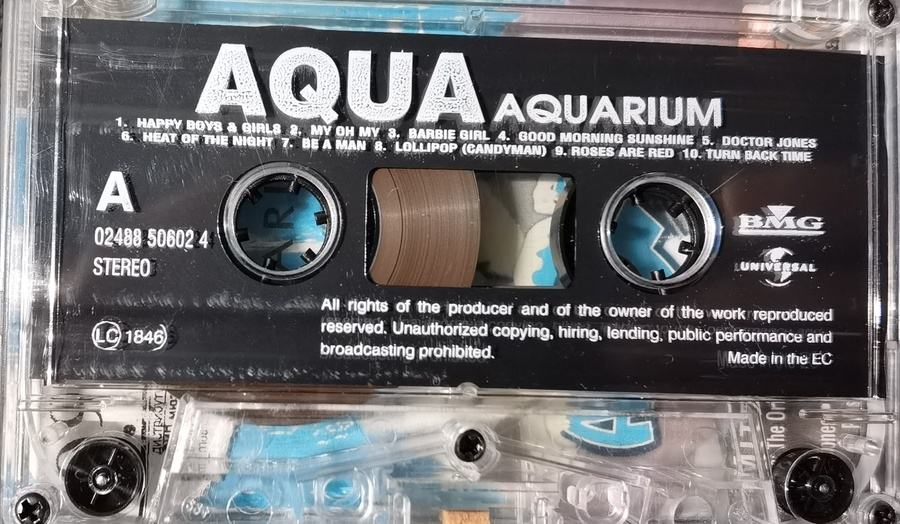 AQUA AQUARIUM
1. HAPPY BOYS & GIRLS 2. MY OH MY 3. BARBIE GIRL 4. GOOD MORNING SUNSHINE 5. DOCTOR JONES
6. HEAT OF THE NIGHT 7. BE A MAN 8. LOLLIPOP (CANDYMAN) 9. ROSES ARE RED 10. TURN BACK TIME
A
02488 50602 4
STEREO
BMG
UNIVERSAL
All rights of the producer and of the owner of the work reproduced
reserved. Unauthorized copying, hiring, lending, public performance and
broadcasting prohibited.
Made in the EC
LC 1846
A
The